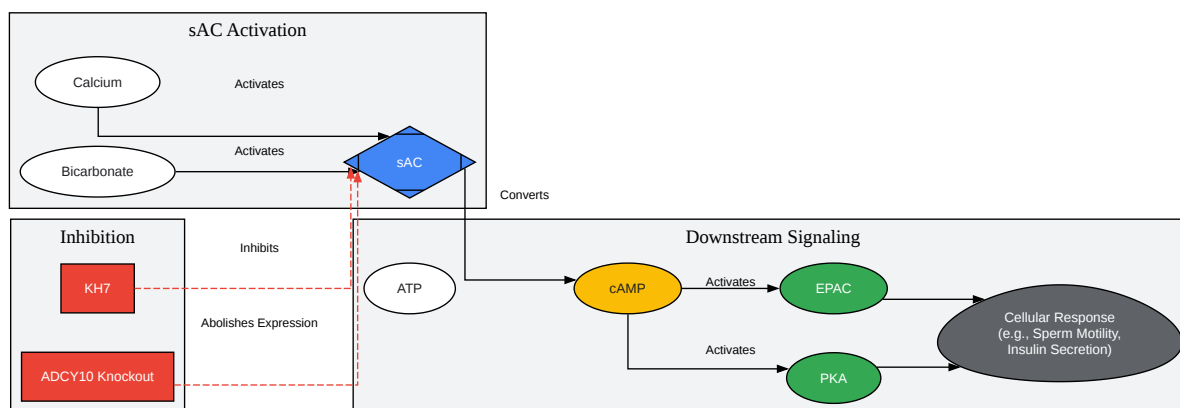 sAC Activation
Calcium
Activates
Bicarbonate
Activates
sAC
Converts
Inhibition
Inhibits
KH7
Abolishes Expression
ADCY10 Knockout
Downstream Signaling
ATP
cAMP
Activates
EPAC
Activates
PKA
Cellular Response
(e.g., Sperm Motility,
Insulin Secretion)